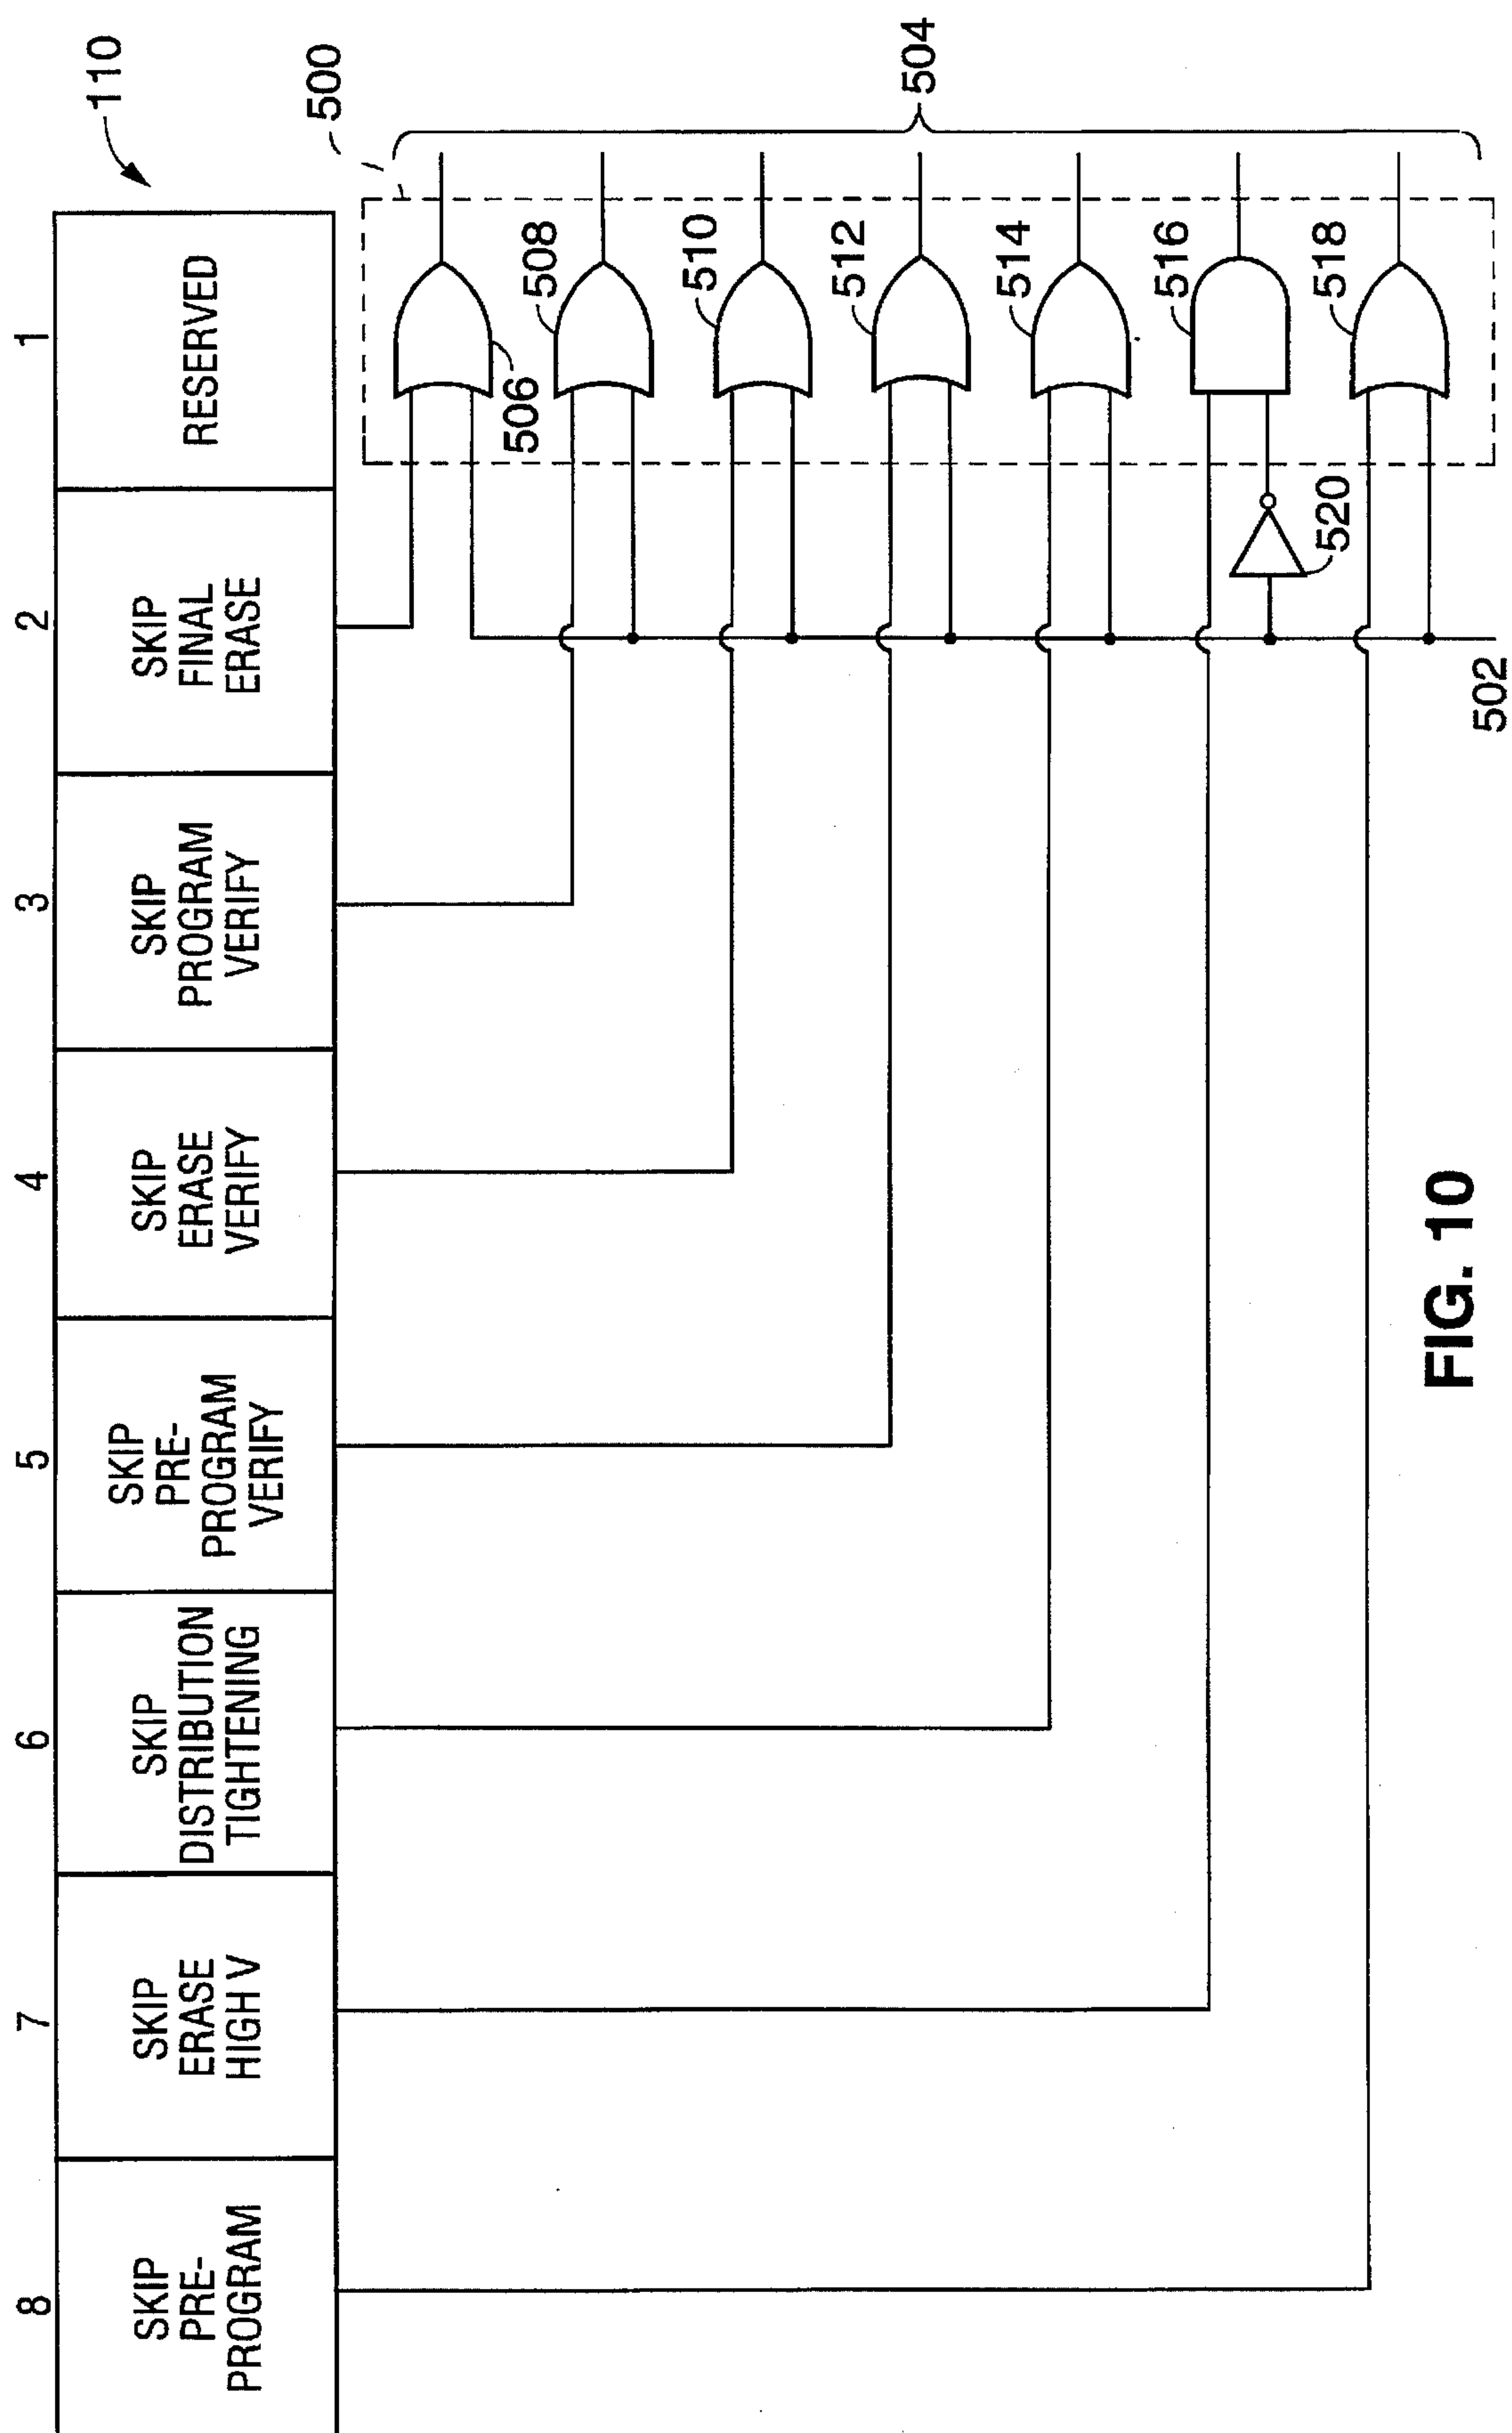 110
8
7
6
5
4
3
2
1
SKIP
PRE-
PROGRAM
SKIP
ERASE
HIGH V
SKIP
DISTRIBUTION
TIGHTENING
SKIP
PRE-
PROGRAM
VERIFY
SKIP
ERASE
VERIFY
SKIP
PROGRAM
VERIFY
SKIP
FINAL
ERASE
RESERVED
500
506
508
510
512
504
514
516
520
518
502
FIG. 10